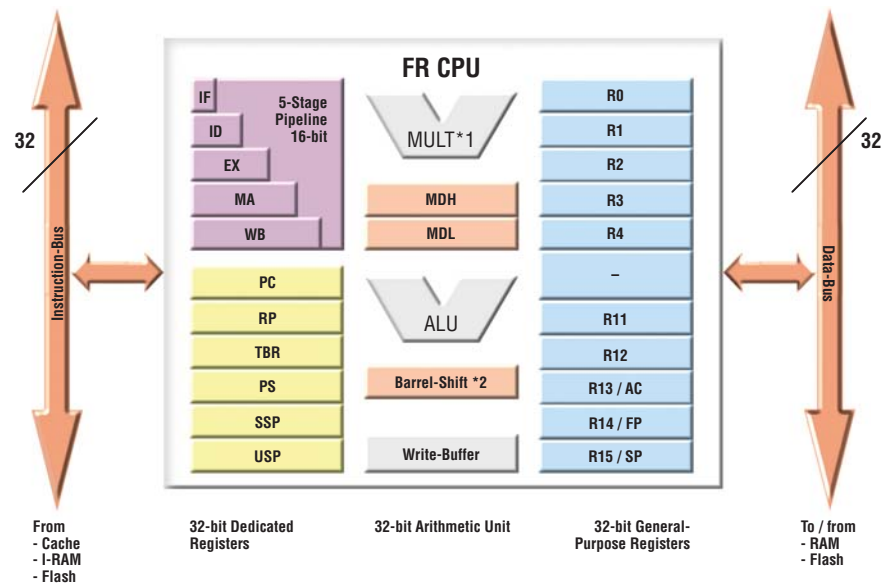 FR CPU
32
Instruction-Bus
From
- Cache
- I-RAM
- Flash
IF
ID
EX
MA
WB
5-Stage
Pipeline
16-bit
PC
RP
TBR
PS
SSP
USP
32-bit Dedicated
Registers
MULT*1
MDH
MDL
ALU
Barrel-Shift *2
Write-Buffer
32-bit Arithmetic Unit
R0
R1
R2
R3
R4
–
R11
R12
R13 / AC
R14 / FP
R15 / SP
32-bit General-
Purpose Registers
32
Data-Bus
To / from
- RAM
- Flash